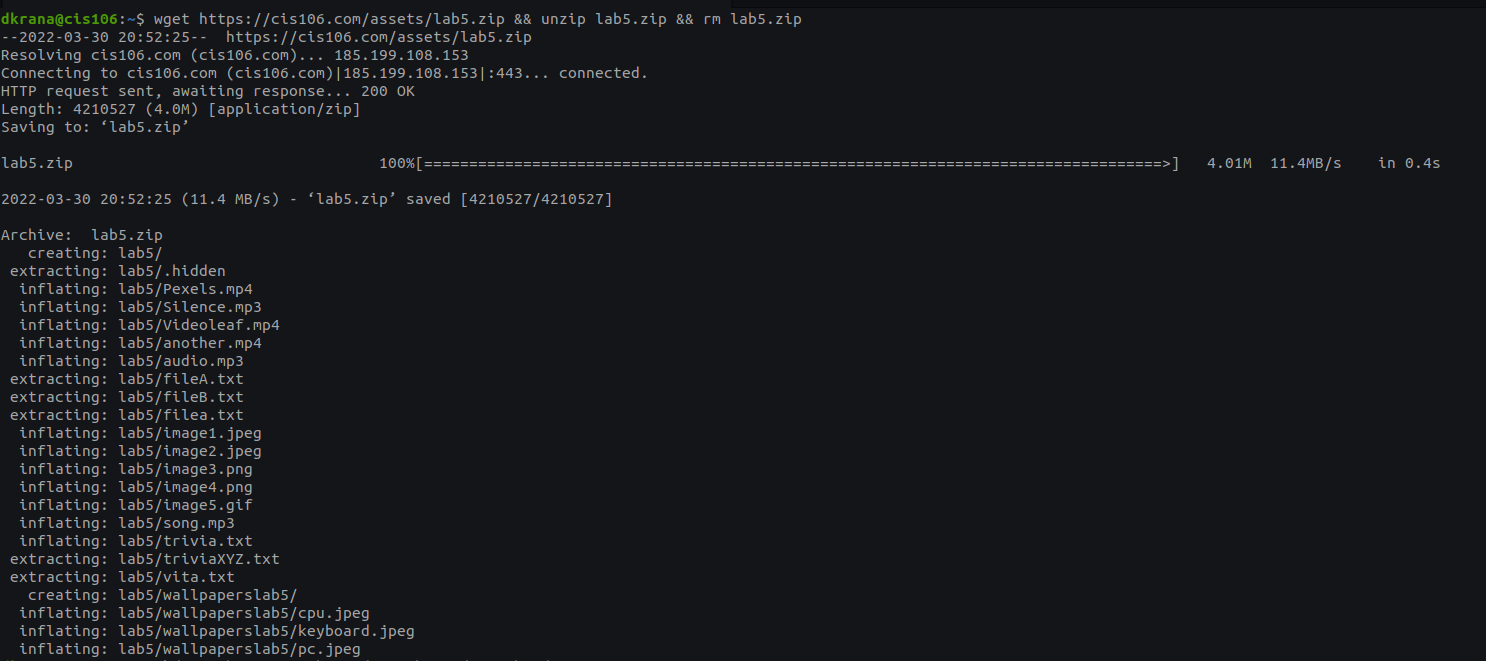 dkrana@cis106:~$ wget https://cis106.com/assets/lab5.zip && unzip lab5.zip && rm lab5.zip
--2022-03-30 20:52:25--  https://cis106.com/assets/lab5.zip
Resolving cis106.com (cis106.com)... 185.199.108.153
Connecting to cis106.com (cis106.com)|185.199.108.153|:443... connected.
HTTP request sent, awaiting response... 200 OK
Length: 4210527 (4.0M) [application/zip]
Saving to: ‘lab5.zip’
lab5.zip                                  100%[==================================================================================>]   4.01M  11.4MB/s    in 0.4s
2022-03-30 20:52:25 (11.4 MB/s) - ‘lab5.zip’ saved [4210527/4210527]
Archive:  lab5.zip
   creating: lab5/
 extracting: lab5/.hidden
  inflating: lab5/Pexels.mp4
  inflating: lab5/Silence.mp3
  inflating: lab5/Videoleaf.mp4
  inflating: lab5/another.mp4
  inflating: lab5/audio.mp3
 extracting: lab5/fileA.txt
 extracting: lab5/fileB.txt
 extracting: lab5/filea.txt
  inflating: lab5/image1.jpeg
  inflating: lab5/image2.jpeg
  inflating: lab5/image3.png
  inflating: lab5/image4.png
  inflating: lab5/image5.gif
  inflating: lab5/song.mp3
  inflating: lab5/trivia.txt
 extracting: lab5/triviaXYZ.txt
 extracting: lab5/vita.txt
   creating: lab5/wallpaperslab5/
  inflating: lab5/wallpaperslab5/cpu.jpeg
  inflating: lab5/wallpaperslab5/keyboard.jpeg
  inflating: lab5/wallpaperslab5/pc.jpeg